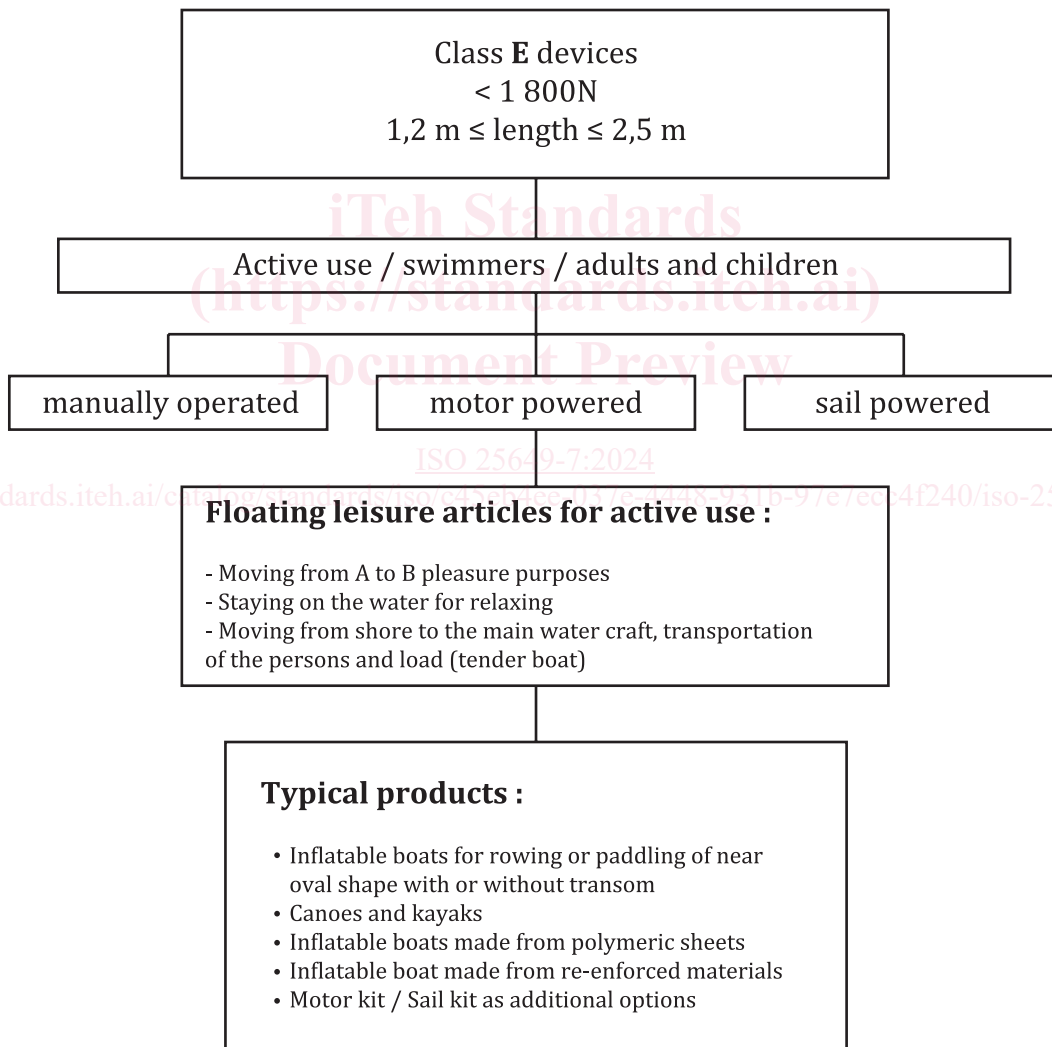 Class E devices
< 1 800N
1,2 m ≤ length ≤ 2,5 m
iTeh Standards
Active use / swimmers / adults and children
(https://standards.iteh.ai)
Document Preview
manually operated
motor powered
sail powered
ISO 25649-7:2024
Floating leisure articles for active use :
- Moving from A to B pleasure purposes
- Staying on the water for relaxing
- Moving from shore to the main water craft, transportation
of the persons and load (tender boat)
Typical products :
• Inflatable boats for rowing or paddling of near
oval shape with or without transom
• Canoes and kayaks
• Inflatable boats made from polymeric sheets
• Inflatable boat made from re-enforced materials
• Motor kit / Sail kit as additional options